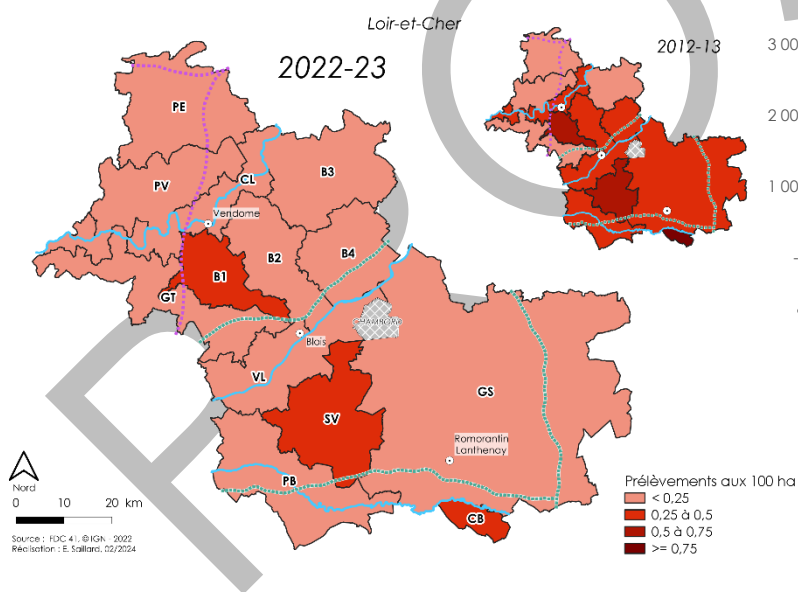 Loir-et-Cher
2022-23
2012-13
3 00
2 00
1 00
PE
PV
CL
B3
Vendome
B1
B2
B4
GT
CHAMBORD
Blois
VL
GS
SV
Romorantin
Lanthenay
PB
CB
Nord
0 10 20 km
Source : FDC 41, © IGN - 2022
Réalisation : E. Saillard, 02/2024
Prélèvements aux 100 ha
< 0,25
0,25 à 0,5
0,5 à 0,75
>= 0,75